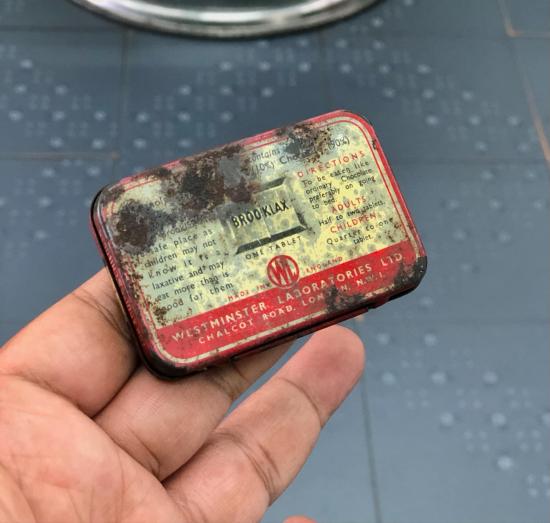 Contains
(10%) Chocolate (90%)
safe place as
children may not
know it is a
laxative and may
eat more than is
good for them
BROOKLAX
ONE TABLET
DIRECTIONS
To be eaten like
ordinary Chocolate
preferably on going
to bed.
ADULTS
Half to two tablets.
CHILDREN
Quarter to one
tablet.
MADE IN ENGLAND
WL
WESTMINSTER LABORATORIES LTD
CHALCOT ROAD, LONDON, N.W.1.